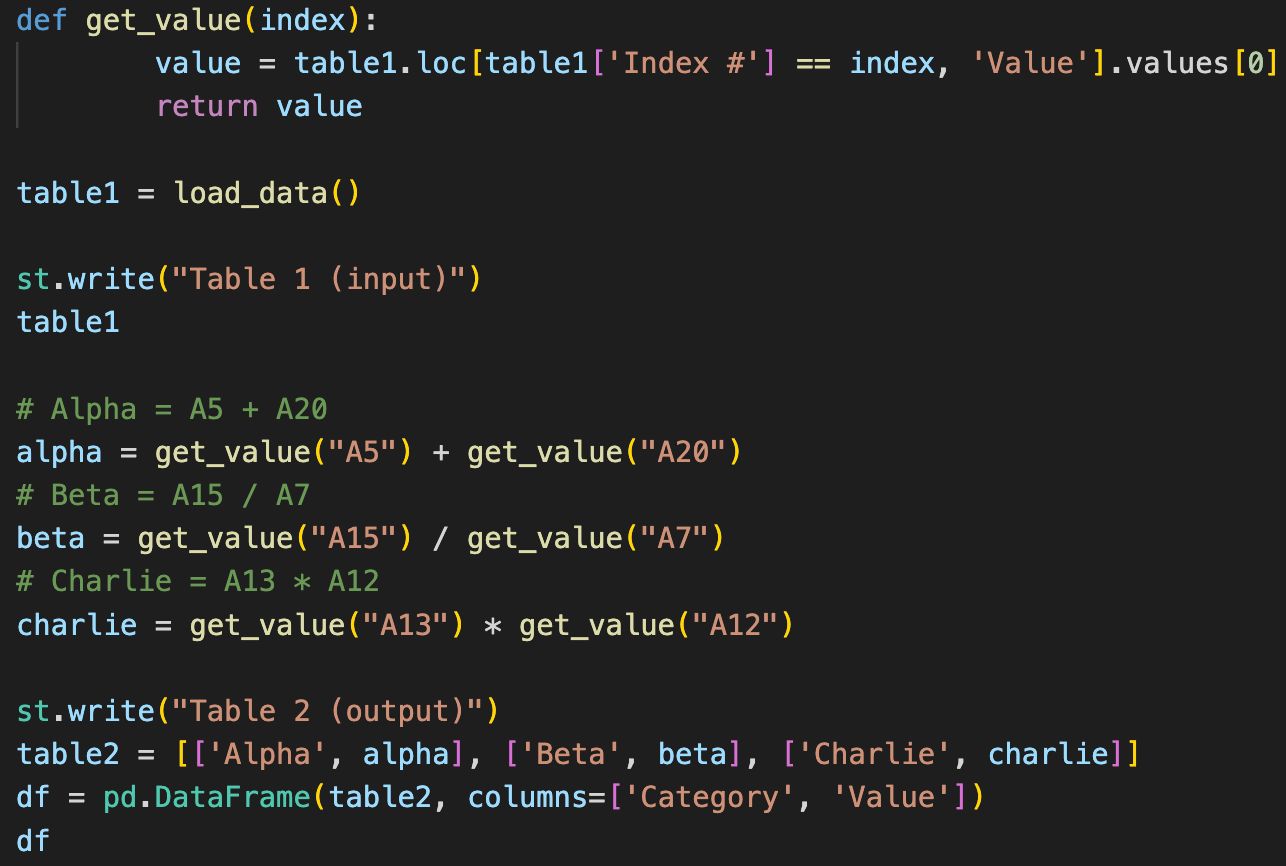 def get_value(index):
        value = table1.loc[table1['Index #'] == index, 'Value'].values[0]
        return value

table1 = load_data()

st.write("Table 1 (input)")
table1

# Alpha = A5 + A20
alpha = get_value("A5") + get_value("A20")
# Beta = A15 / A7
beta = get_value("A15") / get_value("A7")
# Charlie = A13 * A12
charlie = get_value("A13") * get_value("A12")

st.write("Table 2 (output)")
table2 = [['Alpha', alpha], ['Beta', beta], ['Charlie', charlie]]
df = pd.DataFrame(table2, columns=['Category', 'Value'])
df